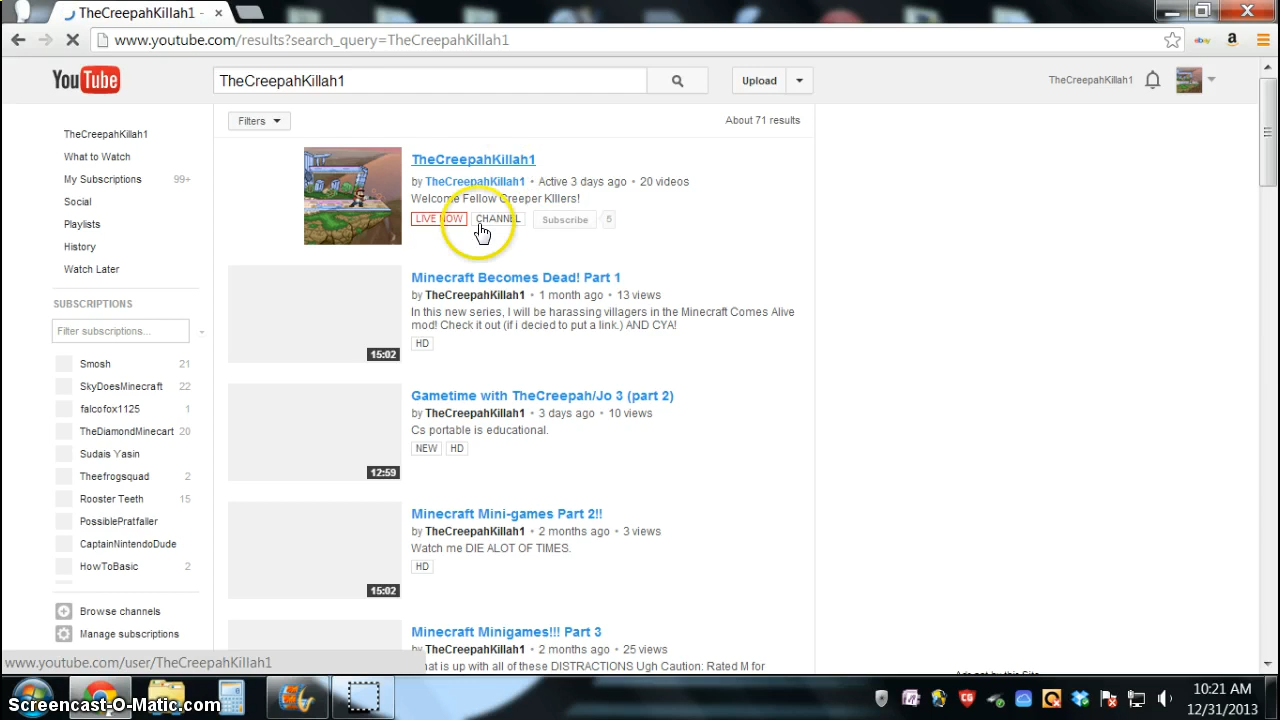 TheCreepahKillah1 -
www.youtube.com/results?search_query=TheCreepahKillah1
YouTube
TheCreepahKillah1
Upload
TheCreepahKillah1
TheCreepahKillah1
What to Watch
My Subscriptions 99+
Social
Playlists
History
Watch Later
SUBSCRIPTIONS
Filter subscriptions...
Smosh 21
SkyDoesMinecraft 22
falcofox1125 1
TheDiamondMinecart 20
Sudais Yasin
Theefrogsquad 2
Rooster Teeth 15
PossiblePratfaller
CaptainNintendoDude
HowToBasic 2
Browse channels
Manage subscriptions
Filters
About 71 results
TheCreepahKillah1
by TheCreepahKillah1 • Active 3 days ago • 20 videos
Welcome Fellow Creeper KIllers!
LIVE NOW CHANNEL Subscribe 5
Minecraft Becomes Dead! Part 1
by TheCreepahKillah1 • 1 month ago • 13 views
In this new series, I will be harassing villagers in the Minecraft Comes Alive
mod! Check it out (if i decied to put a link.) AND CYA!
HD
15:02
Gametime with TheCreepah/Jo 3 (part 2)
by TheCreepahKillah1 • 3 days ago • 10 views
Cs portable is educational.
NEW HD
12:59
Minecraft Mini-games Part 2!!
by TheCreepahKillah1 • 2 months ago • 3 views
Watch me DIE ALOT OF TIMES.
HD
15:02
Minecraft Minigames!!! Part 3
by TheCreepahKillah1 • 2 months ago • 25 views
is up with all of these DISTRACTIONS Ugh Caution: Rated M for
www.youtube.com/user/TheCreepahKillah1
Screencast-O-Matic.com
10:21 AM
12/31/2013